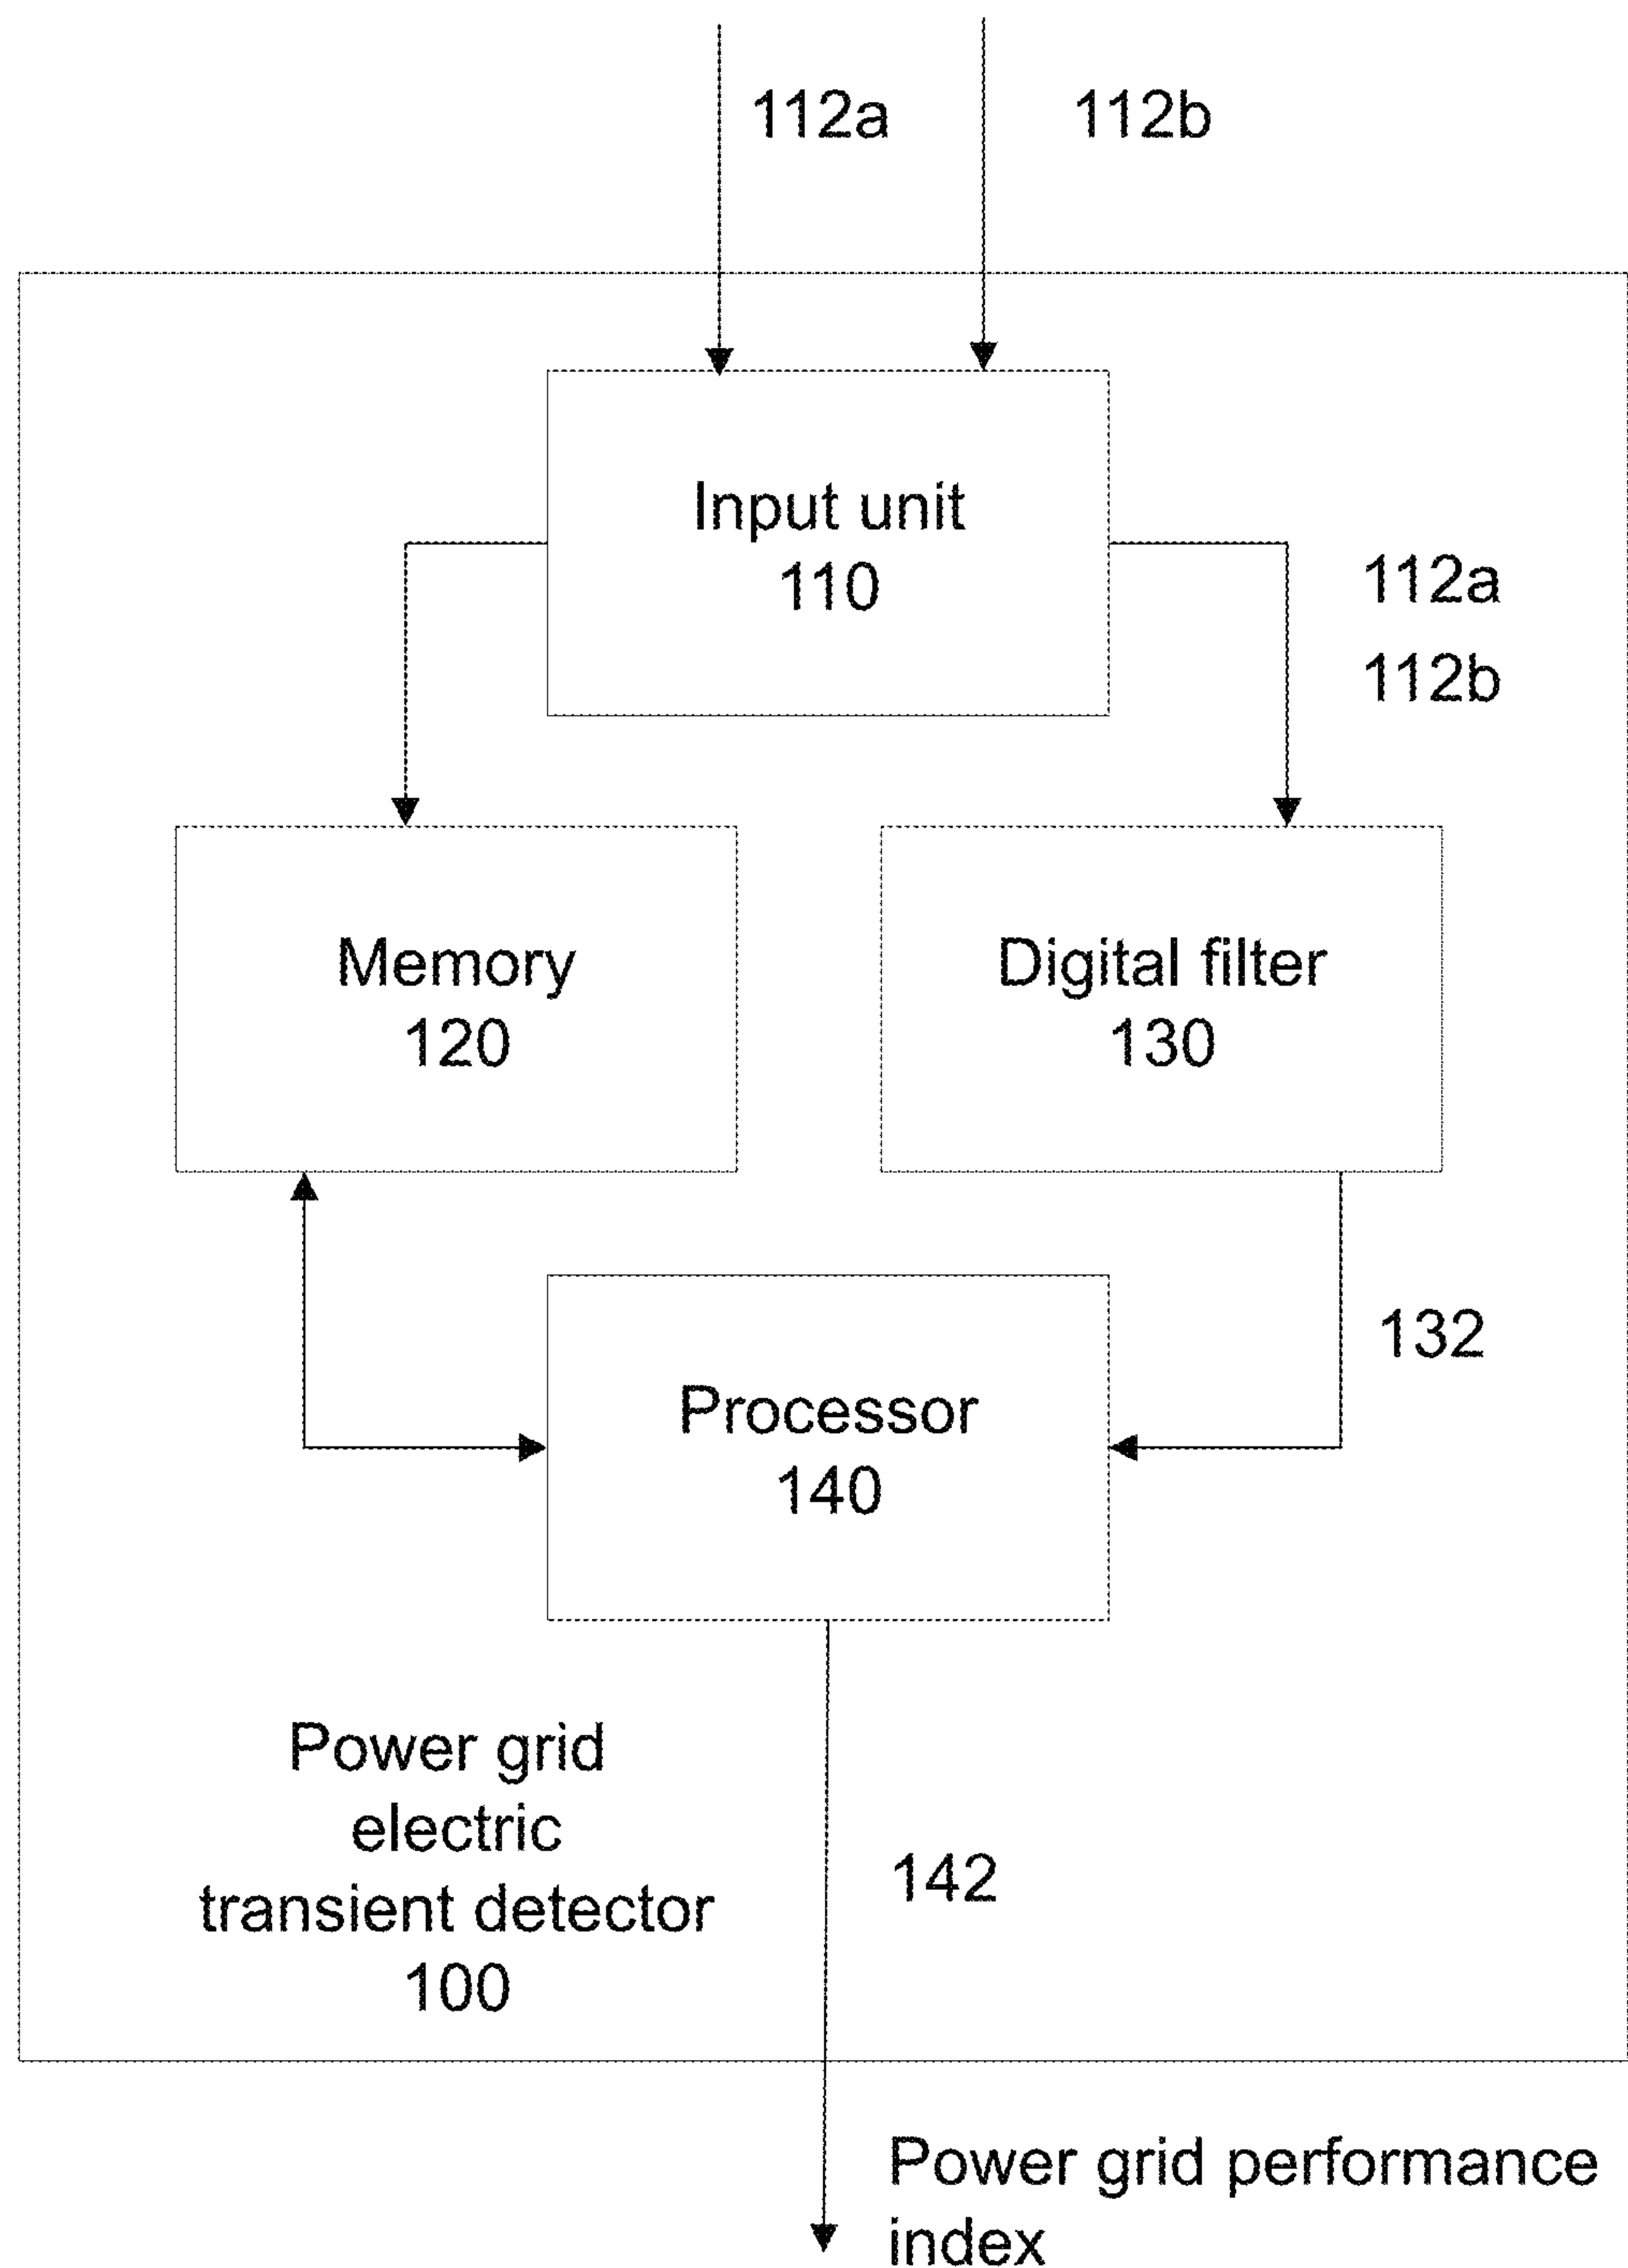 112a
112b
Input unit
110
112a
112b
Memory
120
Digital filter
130
132
Processor
140
Power grid
electric
transient detector
100
142
Power grid performance
index